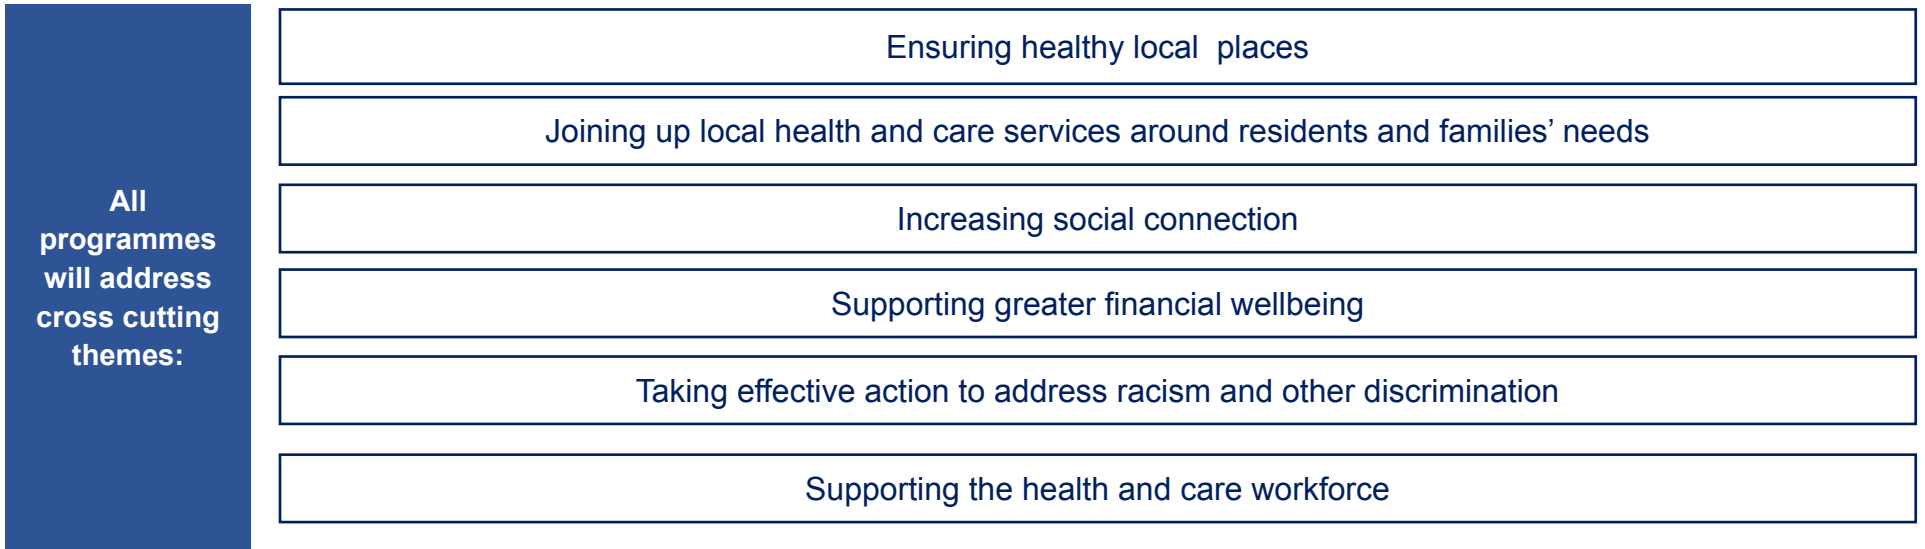 All
programmes
will address
cross cutting
themes:
Ensuring healthy local  places
Joining up local health and care services around residents and families’ needs
Increasing social connection
Supporting greater financial wellbeing
Taking effective action to address racism and other discrimination
Supporting the health and care workforce